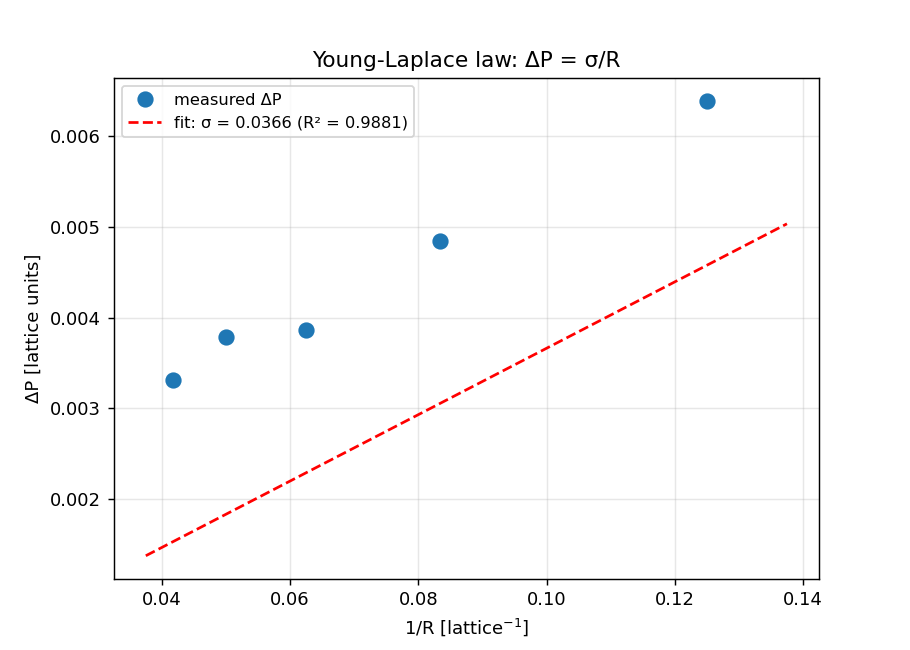 Young-Laplace law: ΔP = σ/R
measured ΔP
fit: σ = 0.0366 (R² = 0.9881)
0.006
0.005
0.004
0.003
0.002
ΔP [lattice units]
0.04 0.06 0.08 0.10 0.12 0.14
1/R [lattice⁻¹]